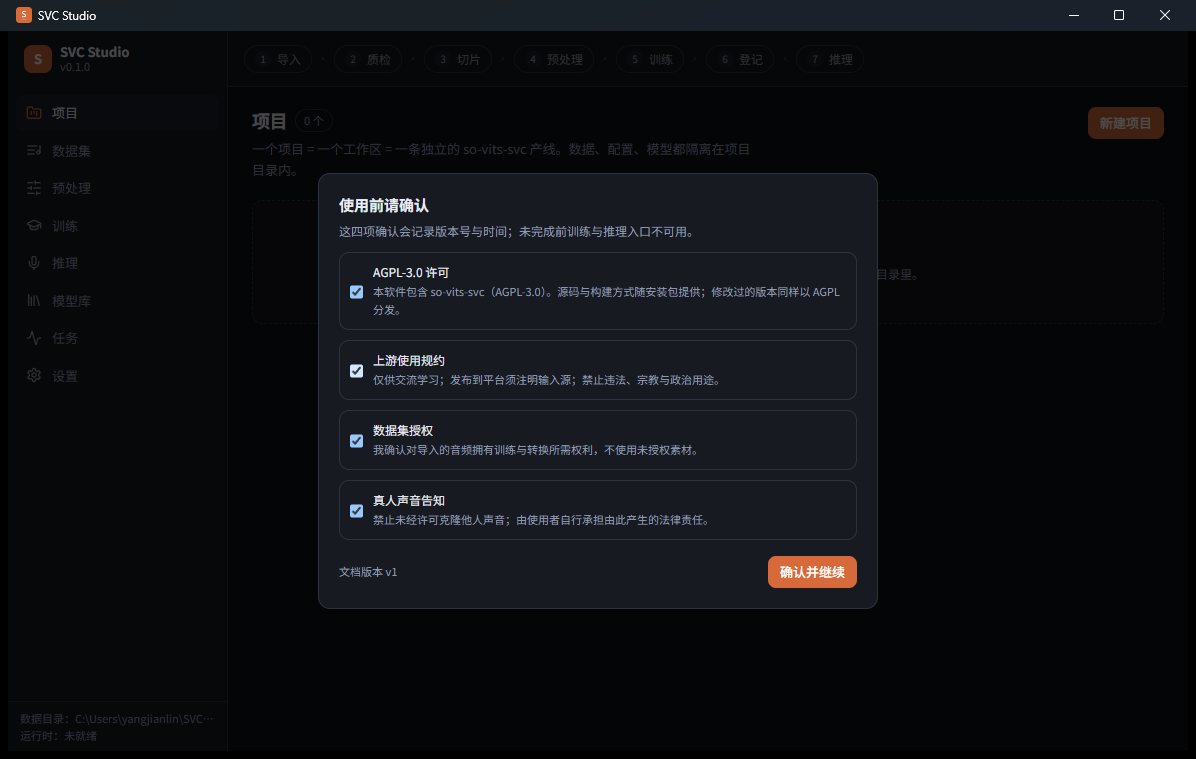 S SVC Studio
S SVC Studio
v0.1.0
1 导入 2 质检 3 切片 4 预处理 5 训练 6 登记 7 推理
项目
数据集
预处理
训练
推理
模型库
任务
设置
项目 0 个
新建项目
一个项目 = 一个工作区 = 一条独立的 so-vits-svc 产线。数据、配置、模型都隔离在项目
目录内。
目录里。
使用前请确认
这四项确认会记录版本号与时间；未完成前训练与推理入口不可用。
AGPL-3.0 许可
本软件包含 so-vits-svc（AGPL-3.0）。源码与构建方式随安装包提供；修改过的版本同样以 AGPL
分发。
上游使用规约
仅供交流学习；发布到平台须注明输入源；禁止违法、宗教与政治用途。
数据集授权
我确认对导入的音频拥有训练与转换所需权利，不使用未授权素材。
真人声音告知
禁止未经许可克隆他人声音；由使用者自行承担由此产生的法律责任。
文档版本 v1
确认并继续
数据目录：C:\Users\yangjianlin\SVC…
运行时：未就绪